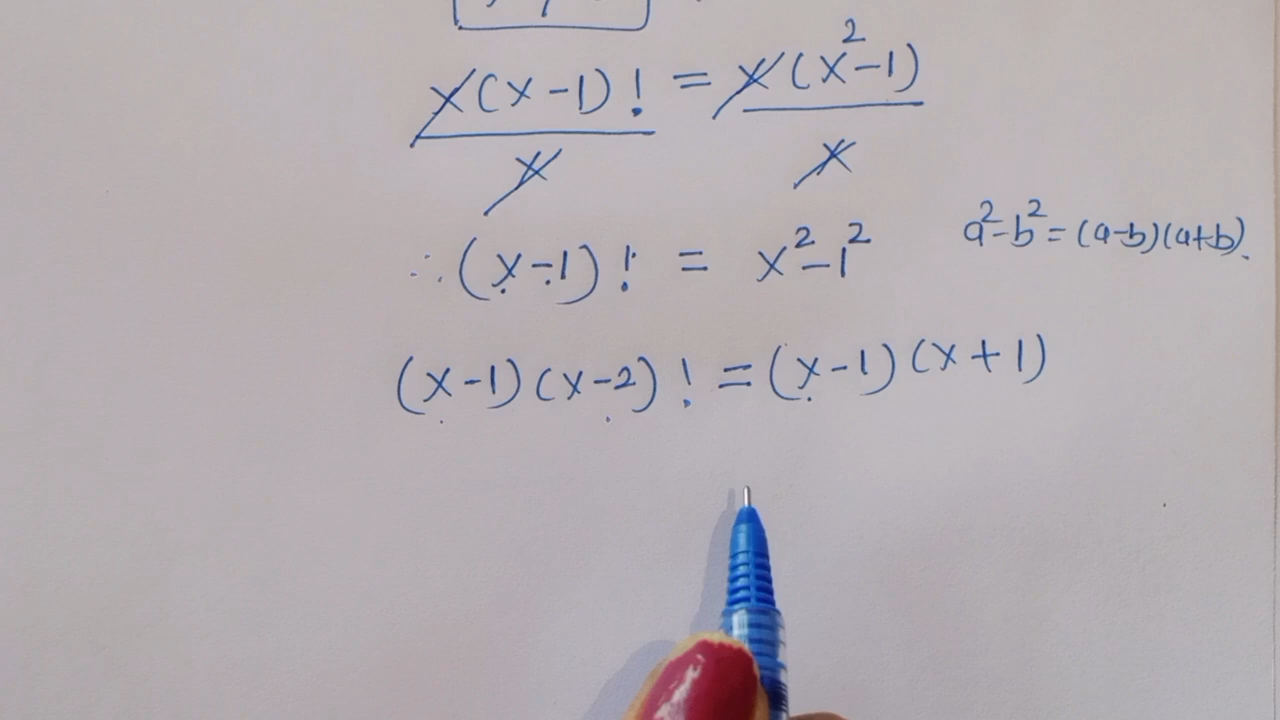 x(x-1)! = x(x²-1)
x x
∴ (x-1)! = x²-1² a²-b² = (a-b)(a+b).
(x-1)(x-2)! = (x-1)(x+1)